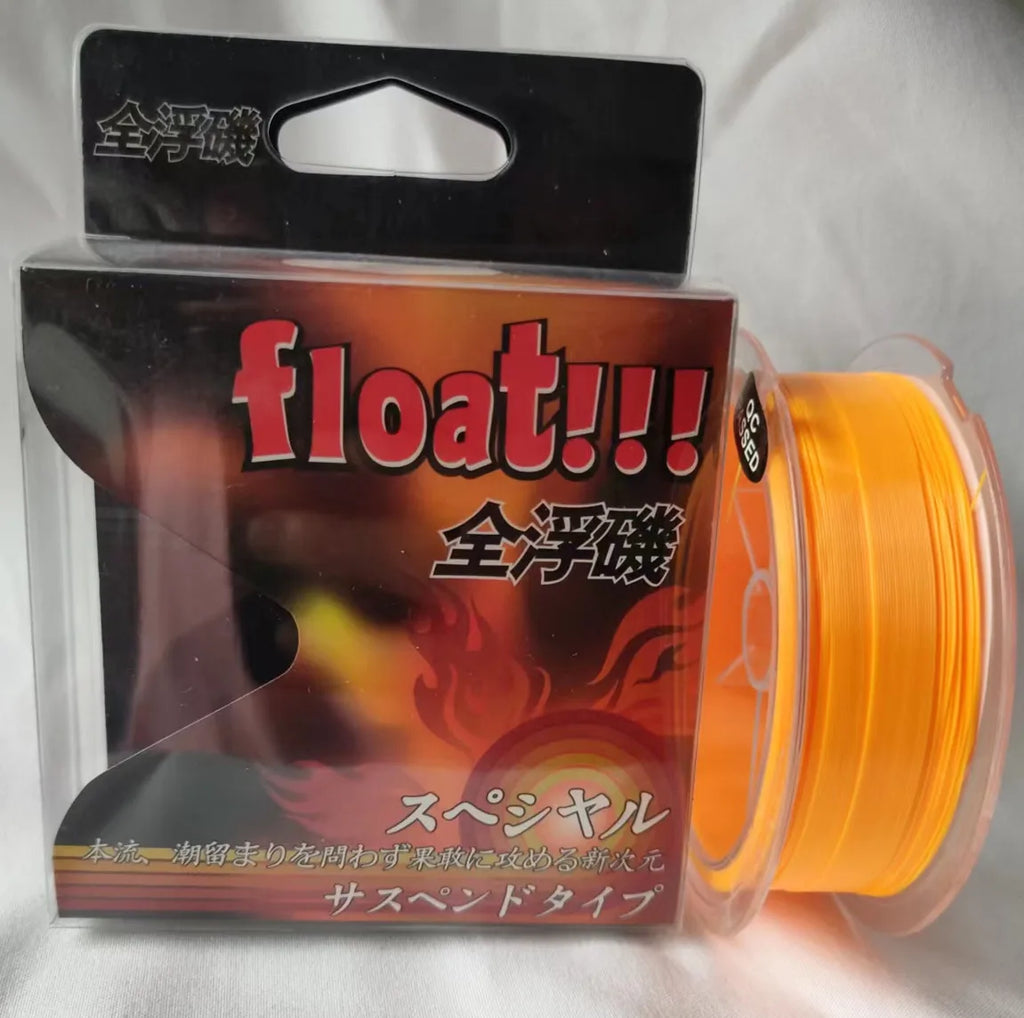 全浮磯
float!!!
全浮磯
スペシャル
本流、潮留まりを問わず果敢に攻める新次元
サスペンドタイプ
QC